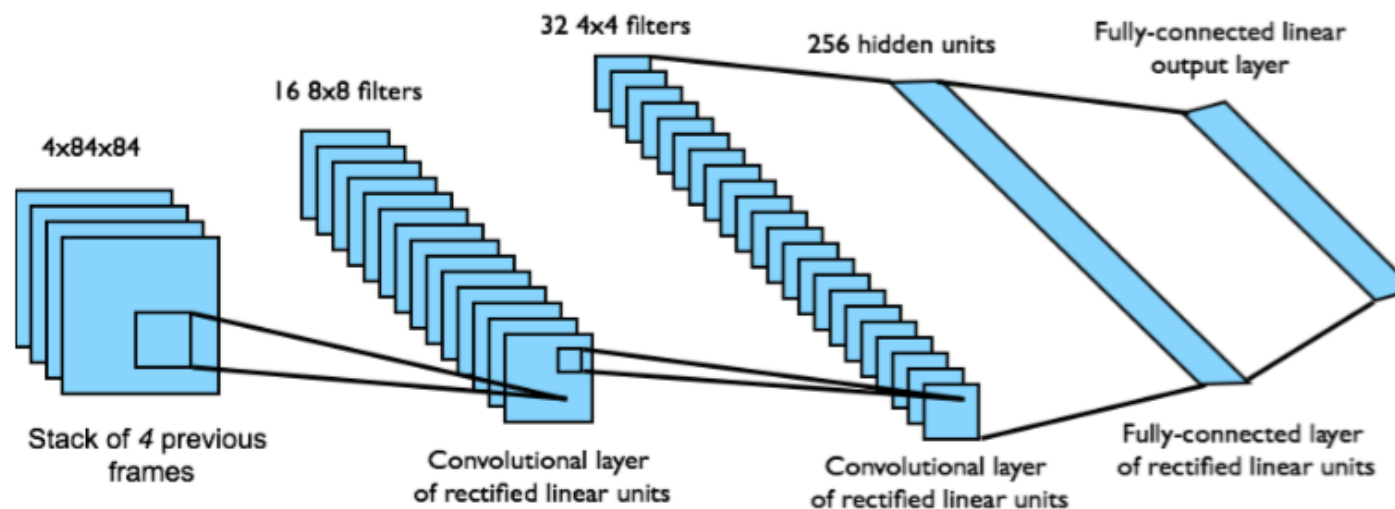 4x84x84
Stack of 4 previous
frames
16 8x8 filters
Convolutional layer
of rectified linear units
32 4x4 filters
Convolutional layer
of rectified linear units
256 hidden units
Fully-connected layer
of rectified linear units
Fully-connected linear
output layer